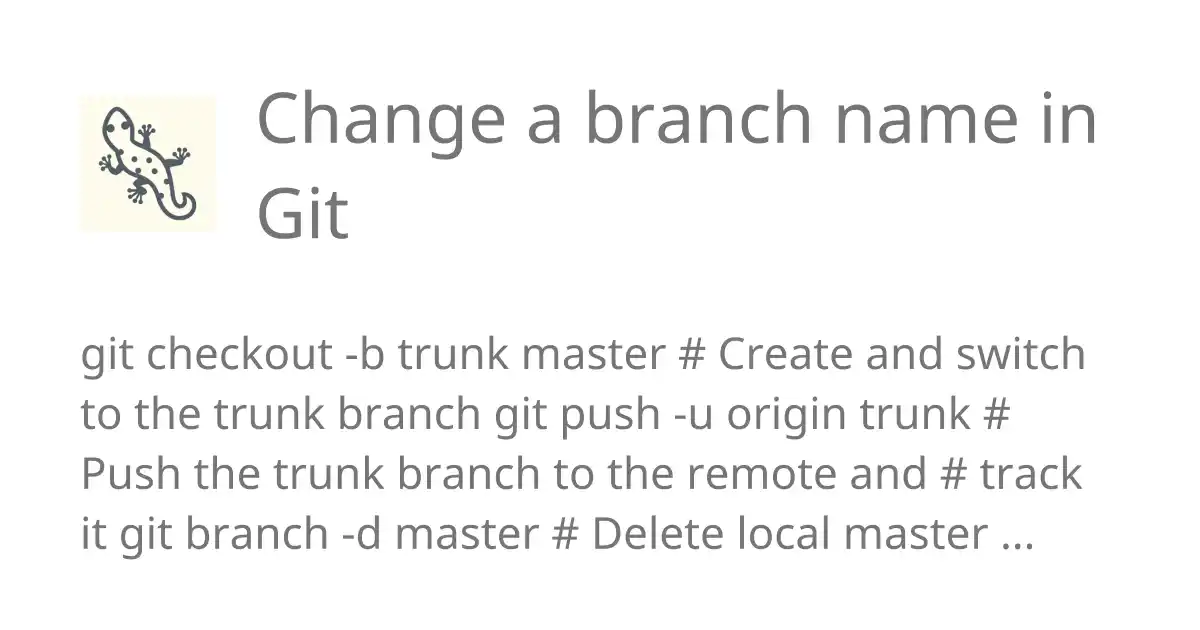 Change a branch name in
Git
git checkout -b trunk master # Create and switch
to the trunk branch git push -u origin trunk #
Push the trunk branch to the remote and # track
it git branch -d master # Delete local master ...